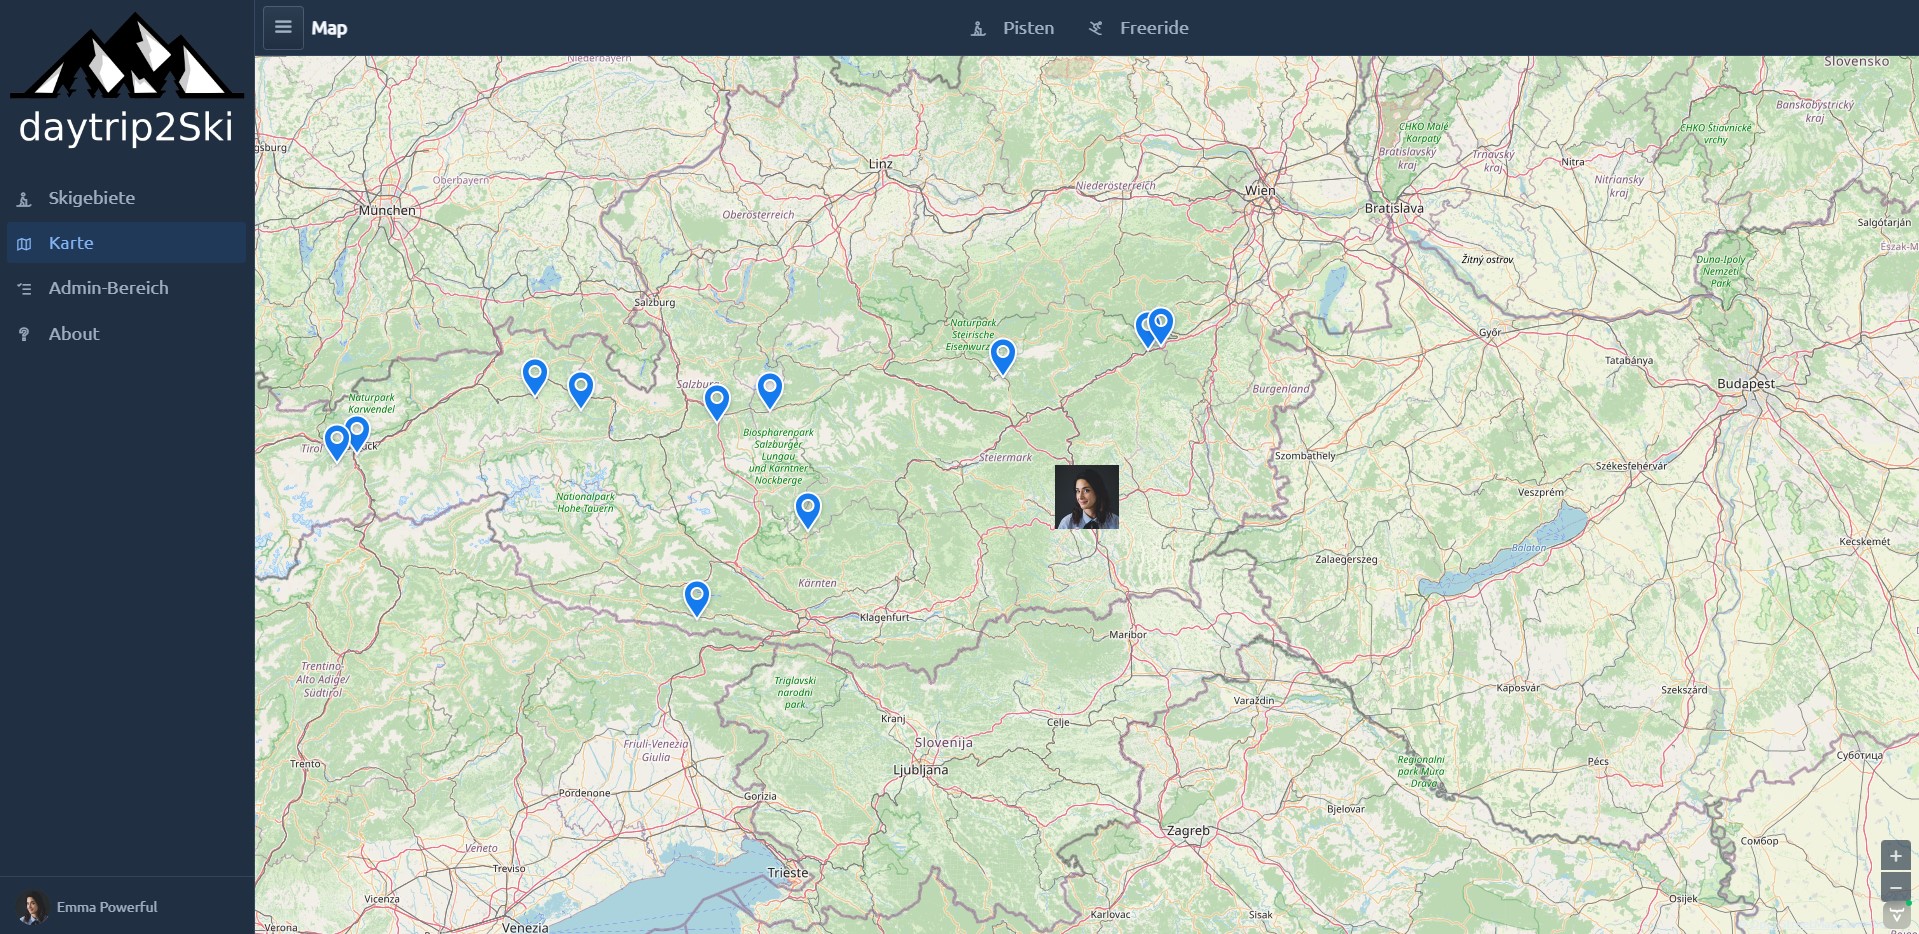 daytrip2Ski
Skigebiete
Karte
Admin-Bereich
About
Emma Powerful
Map
Pisten
Freeride
Niederbayern
Slovensko
Banskobystrický
kraj
CHKO Malé
Karpaty
CHKO Štiavnické
vrchy
Bratislavský
kraj
Trnavský
kraj
Nitra
Nitriansky
kraj
gsburg
Linz
Oberbayern
Niederösterreich
Wien
München
Oberösterreich
Bratislava
Salgótarján
Észak-M
Žitný ostrov
Duna-Ipoly
Nemzeti
Park
Salzburg
Győr
Naturpark
Steirische
Eisenwurz
Tatabánya
Salzburg
Burgenland
Budapest
Naturpark
Karwendel
Tirol
uck
Biospharenpark
Salzburger
Lungau
und Kärntner
Nockberge
Steiermark
Szombathely
Székesfehérvár
Nationalpark
Hohe Tauern
Veszprém
Kecskemét
Balaton
Zalaegerszeg
Kärnten
Klagenfurt
Maribor
Trentino-
Alto Adige/
Südtirol
Triglavski
narodni
park
Kaposvár
Szekszárd
Varaždin
Kranj
Celje
Friuli-Venezia
Giulia
Slovenija
Trento
Ljubljana
Regionalni
park Mura
Drava
Pécs
Суботица
Pordenone
Gorizia
Bjelovar
Zagreb
Сомбор
Veneto
Treviso
Trieste
Vicenza
Osijek
Karlovac
Sisak
Verona
Venezia
+
−